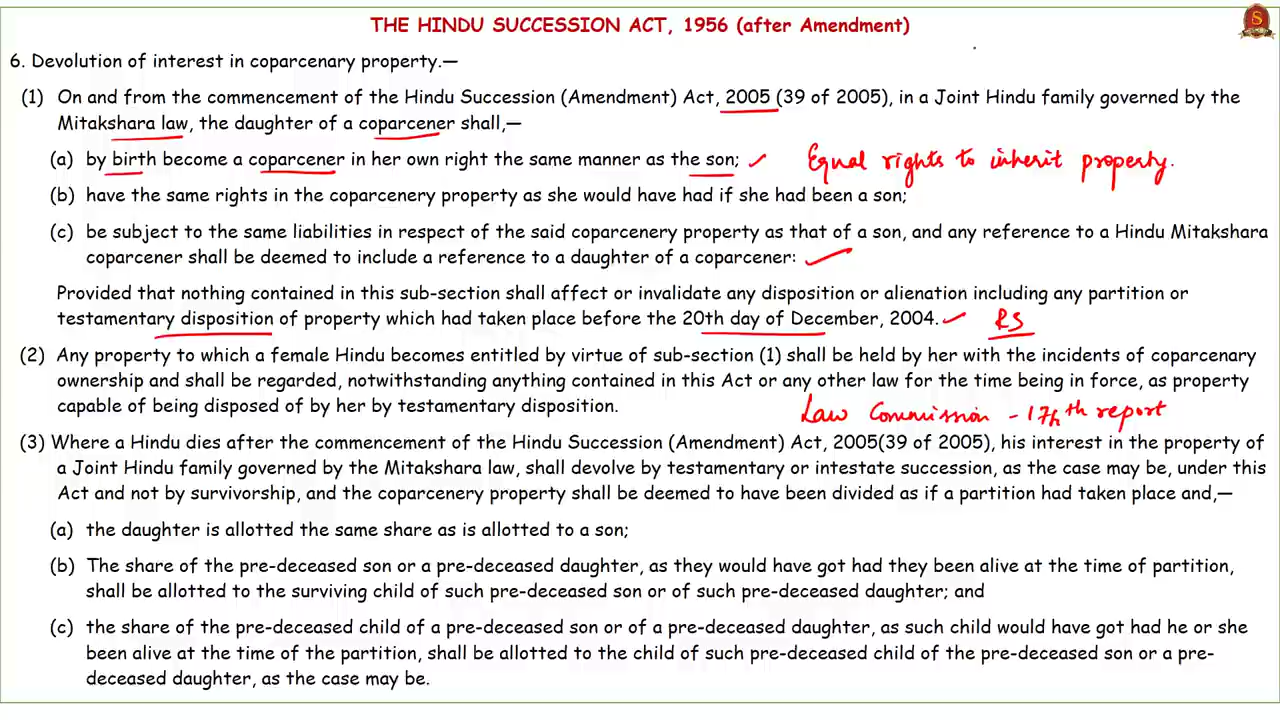 THE HINDU SUCCESSION ACT, 1956 (after Amendment)
6. Devolution of interest in coparcenary property.—
(1) On and from the commencement of the Hindu Succession (Amendment) Act, 2005 (39 of 2005), in a Joint Hindu family governed by the
Mitakshara law, the daughter of a coparcener shall,—
(a) by birth become a coparcener in her own right the same manner as the son; Equal rights to inherit property.
(b) have the same rights in the coparcenery property as she would have had if she had been a son;
(c) be subject to the same liabilities in respect of the said coparcenery property as that of a son, and any reference to a Hindu Mitakshara
coparcener shall be deemed to include a reference to a daughter of a coparcener:
Provided that nothing contained in this sub-section shall affect or invalidate any disposition or alienation including any partition or
testamentary disposition of property which had taken place before the 20th day of December, 2004. RS
(2) Any property to which a female Hindu becomes entitled by virtue of sub-section (1) shall be held by her with the incidents of coparcenary
ownership and shall be regarded, notwithstanding anything contained in this Act or any other law for the time being in force, as property
capable of being disposed of by her by testamentary disposition. Law Commission - 174th report
(3) Where a Hindu dies after the commencement of the Hindu Succession (Amendment) Act, 2005(39 of 2005), his interest in the property of
a Joint Hindu family governed by the Mitakshara law, shall devolve by testamentary or intestate succession, as the case may be, under this
Act and not by survivorship, and the coparcenery property shall be deemed to have been divided as if a partition had taken place and,—
(a) the daughter is allotted the same share as is allotted to a son;
(b) The share of the pre-deceased son or a pre-deceased daughter, as they would have got had they been alive at the time of partition,
shall be allotted to the surviving child of such pre-deceased son or of such pre-deceased daughter; and
(c) the share of the pre-deceased child of a pre-deceased son or of a pre-deceased daughter, as such child would have got had he or she
been alive at the time of the partition, shall be allotted to the child of such pre-deceased child of the pre-deceased son or a pre-
deceased daughter, as the case may be.